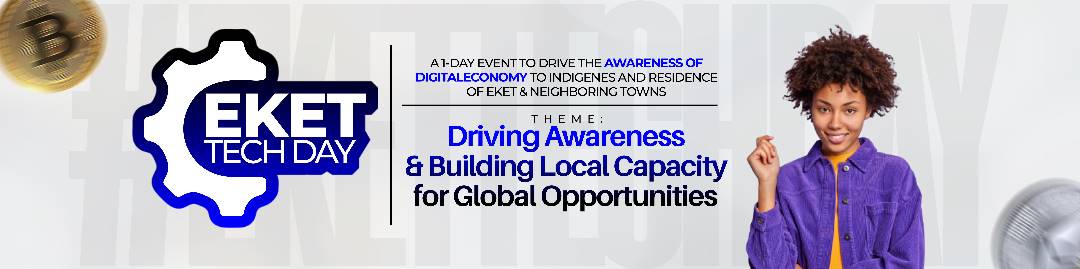 #EKETTECHDAY
EKET
TECH DAY
A 1-DAY EVENT TO DRIVE THE AWARENESS OF
DIGITALECONOMY TO INDIGENES AND RESIDENCE
OF EKET & NEIGHBORING TOWNS
THEME:
Driving Awareness
& Building Local Capacity
for Global Opportunities